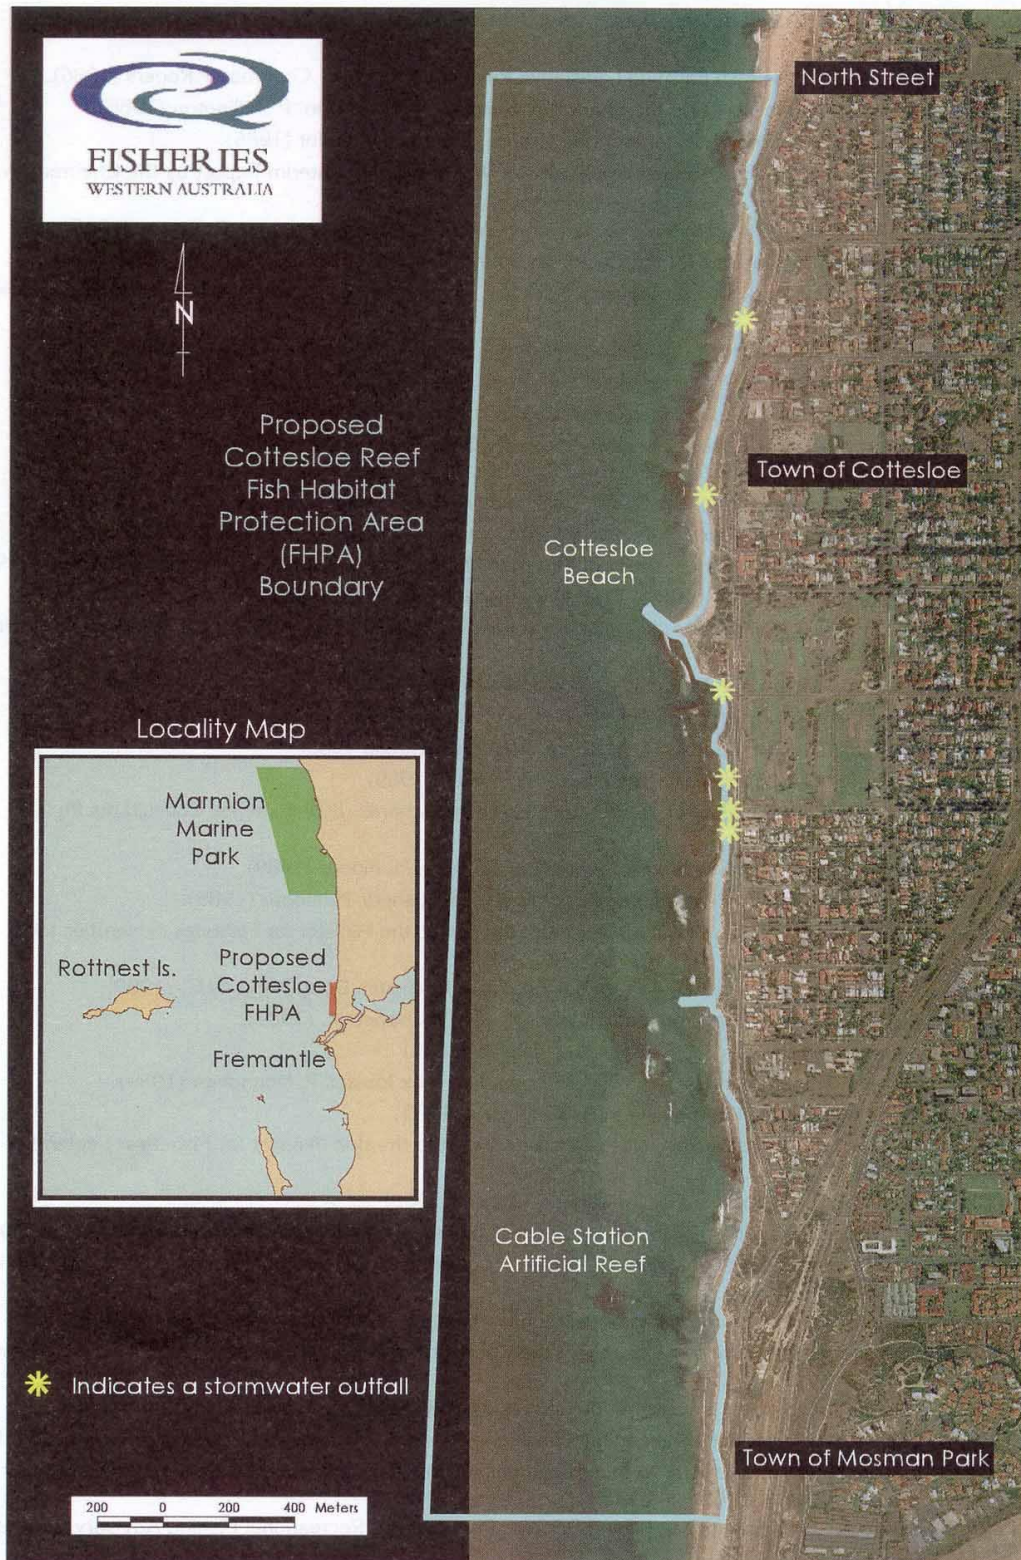 FISHERIES
WESTERN AUSTRALIA
North Street
N
Proposed
Cottesloe Reef
Fish Habitat
Protection Area
(FHPA)
Boundary
Town of Cottesloe
Cottesloe
Beach
Locality Map
Marmion
Marine
Park
Rottnest Is.
Proposed
Cottesloe
FHPA
Fremantle
Cable Station
Artificial Reef
Indicates a stormwater outfall
Town of Mosman Park
200 0 200 400 Meters